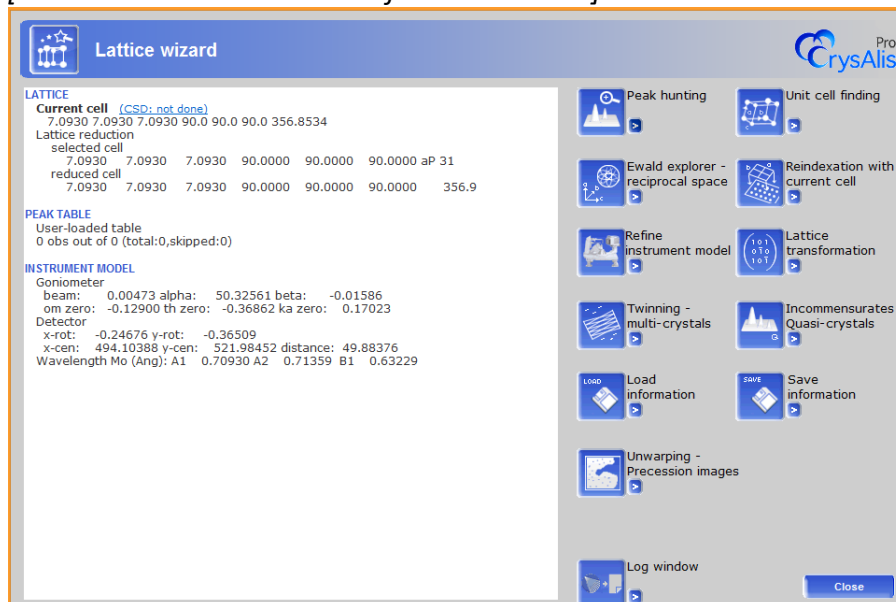 Lattice wizard
CrysAlis Pro
LATTICE
Current cell (CSD: not done)
7.0930 7.0930 7.0930 90.0 90.0 90.0 356.8534
Lattice reduction
selected cell
7.0930 7.0930 7.0930 90.0000 90.0000 90.0000 aP 31
reduced cell
7.0930 7.0930 7.0930 90.0000 90.0000 90.0000 356.9
PEAK TABLE
User-loaded table
0 obs out of 0 (total:0,skipped:0)
INSTRUMENT MODEL
Goniometer
beam: 0.00473 alpha: 50.32561 beta: -0.01586
om zero: -0.12900 th zero: -0.36862 ka zero: 0.17023
Detector
x-rot: -0.24676 y-rot: -0.36509
x-cen: 494.10388 y-cen: 521.98452 distance: 49.88376
Wavelength Mo (Ang): A1 0.70930 A2 0.71359 B1 0.63229
Peak hunting
Unit cell finding
Ewald explorer -
reciprocal space
Reindexation with
current cell
Refine
instrument model
Lattice
transformation
Twinning -
multi-crystals
Incommensurates
Quasi-crystals
LOAD
Load
information
SAVE
Save
information
Unwarping -
Precession images
Log window
Close